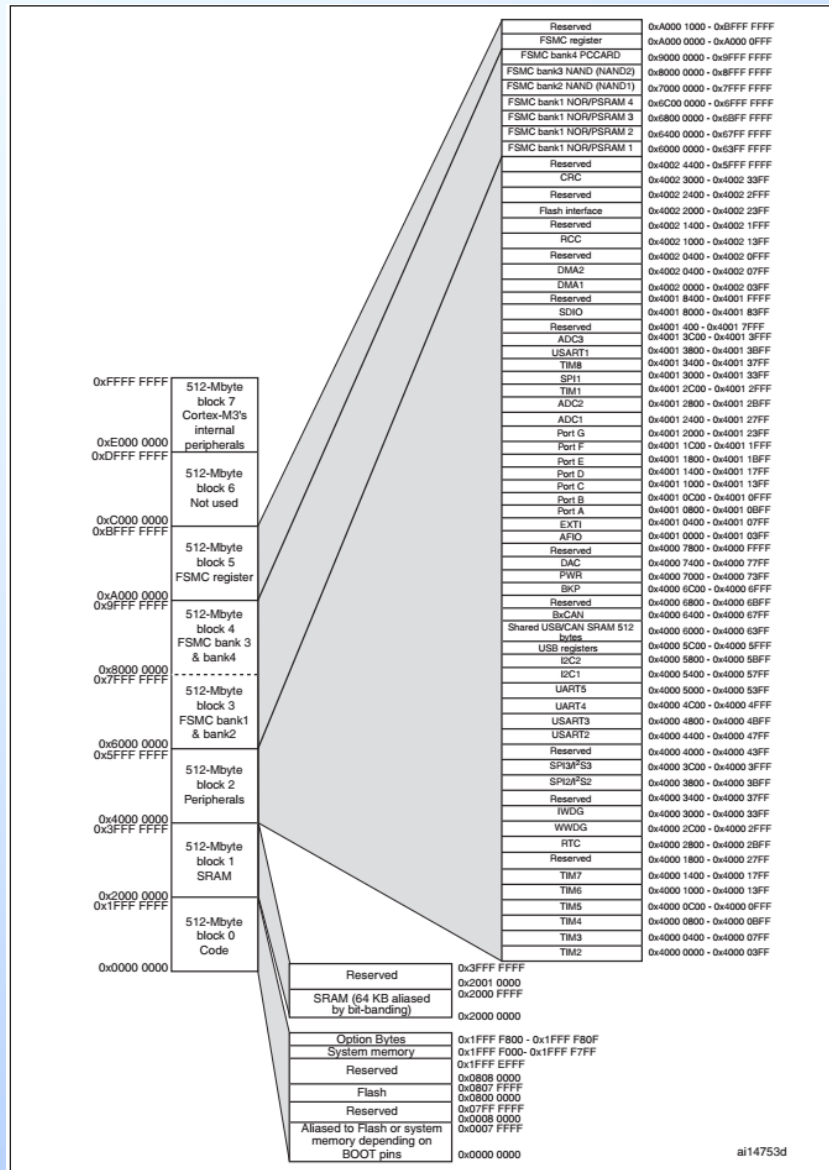 Reserved 0xA000 1000 - 0xBFFF FFFF
FSMC register 0xA000 0000 - 0xA000 0FFF
FSMC bank4 PCCARD 0x9000 0000 - 0x9FFF FFFF
FSMC bank3 NAND (NAND2) 0x8000 0000 - 0x8FFF FFFF
FSMC bank2 NAND (NAND1) 0x7000 0000 - 0x7FFF FFFF
FSMC bank1 NOR/PSRAM 4 0x6C00 0000 - 0x6FFF FFFF
FSMC bank1 NOR/PSRAM 3 0x6800 0000 - 0x6BFF FFFF
FSMC bank1 NOR/PSRAM 2 0x6400 0000 - 0x67FF FFFF
FSMC bank1 NOR/PSRAM 1 0x6000 0000 - 0x63FF FFFF
Reserved 0x4002 4400 - 0x5FFF FFFF
CRC 0x4002 3000 - 0x4002 33FF
Reserved 0x4002 2400 - 0x4002 2FFF
Flash interface 0x4002 2000 - 0x4002 23FF
Reserved 0x4002 1400 - 0x4002 1FFF
RCC 0x4002 1000 - 0x4002 13FF
Reserved 0x4002 0400 - 0x4002 0FFF
DMA2 0x4002 0400 - 0x4002 07FF
DMA1 0x4002 0000 - 0x4002 03FF
Reserved 0x4001 8400 - 0x4001 FFFF
SDIO 0x4001 8000 - 0x4001 83FF
Reserved 0x4001 400 - 0x4001 7FFF
ADC3 0x4001 3C00 - 0x4001 3FFF
USART1 0x4001 3800 - 0x4001 3BFF
TIM8 0x4001 3400 - 0x4001 37FF
SPI1 0x4001 3000 - 0x4001 33FF
TIM1 0x4001 2C00 - 0x4001 2FFF
ADC2 0x4001 2800 - 0x4001 2BFF
ADC1 0x4001 2400 - 0x4001 27FF
Port G 0x4001 2000 - 0x4001 23FF
Port F 0x4001 1C00 - 0x4001 1FFF
Port E 0x4001 1800 - 0x4001 1BFF
Port D 0x4001 1400 - 0x4001 17FF
Port C 0x4001 1000 - 0x4001 13FF
Port B 0x4001 0C00 - 0x4001 0FFF
Port A 0x4001 0800 - 0x4001 0BFF
EXTI 0x4001 0400 - 0x4001 07FF
AFIO 0x4001 0000 - 0x4001 03FF
Reserved 0x4000 7800 - 0x4000 FFFF
DAC 0x4000 7400 - 0x4000 77FF
PWR 0x4000 7000 - 0x4000 73FF
BKP 0x4000 6C00 - 0x4000 6FFF
Reserved 0x4000 6800 - 0x4000 6BFF
BxCAN 0x4000 6400 - 0x4000 67FF
Shared USB/CAN SRAM 512 0x4000 6000 - 0x4000 63FF
bytes
USB registers 0x4000 5C00 - 0x4000 5FFF
I2C2 0x4000 5800 - 0x4000 5BFF
I2C1 0x4000 5400 - 0x4000 57FF
UART5 0x4000 5000 - 0x4000 53FF
UART4 0x4000 4C00 - 0x4000 4FFF
USART3 0x4000 4800 - 0x4000 4BFF
USART2 0x4000 4400 - 0x4000 47FF
Reserved 0x4000 4000 - 0x4000 43FF
SPI3/I²S3 0x4000 3C00 - 0x4000 3FFF
SPI2/I²S2 0x4000 3800 - 0x4000 3BFF
Reserved 0x4000 3400 - 0x4000 37FF
IWDG 0x4000 3000 - 0x4000 33FF
WWDG 0x4000 2C00 - 0x4000 2FFF
RTC 0x4000 2800 - 0x4000 2BFF
Reserved 0x4000 1800 - 0x4000 27FF
TIM7 0x4000 1400 - 0x4000 17FF
TIM6 0x4000 1000 - 0x4000 13FF
TIM5 0x4000 0C00 - 0x4000 0FFF
TIM4 0x4000 0800 - 0x4000 0BFF
TIM3 0x4000 0400 - 0x4000 07FF
TIM2 0x4000 0000 - 0x4000 03FF
0xFFFF FFFF
512-Mbyte
block 7
Cortex-M3's
internal
peripherals
0xE000 0000
0xDFFF FFFF
512-Mbyte
block 6
Not used
0xC000 0000
0xBFFF FFFF
512-Mbyte
block 5
FSMC register
0xA000 0000
0x9FFF FFFF
512-Mbyte
block 4
FSMC bank 3
& bank4
0x8000 0000
0x7FFF FFFF
512-Mbyte
block 3
FSMC bank1
& bank2
0x6000 0000
0x5FFF FFFF
512-Mbyte
block 2
Peripherals
0x4000 0000
0x3FFF FFFF
512-Mbyte
block 1
SRAM
0x2000 0000
0x1FFF FFFF
512-Mbyte
block 0
Code
0x0000 0000
0x3FFF FFFF
Reserved
0x2001 0000
0x2000 FFFF
SRAM (64 KB aliased
by bit-banding)
0x2000 0000
Option Bytes 0x1FFF F800 - 0x1FFF F80F
System memory 0x1FFF F000- 0x1FFF F7FF
0x1FFF EFFF
Reserved
0x0808 0000
0x0807 FFFF
Flash
0x0800 0000
0x07FF FFFF
Reserved
0x0008 0000
0x0007 FFFF
Aliased to Flash or system
memory depending on
BOOT pins
0x0000 0000
ai14753d